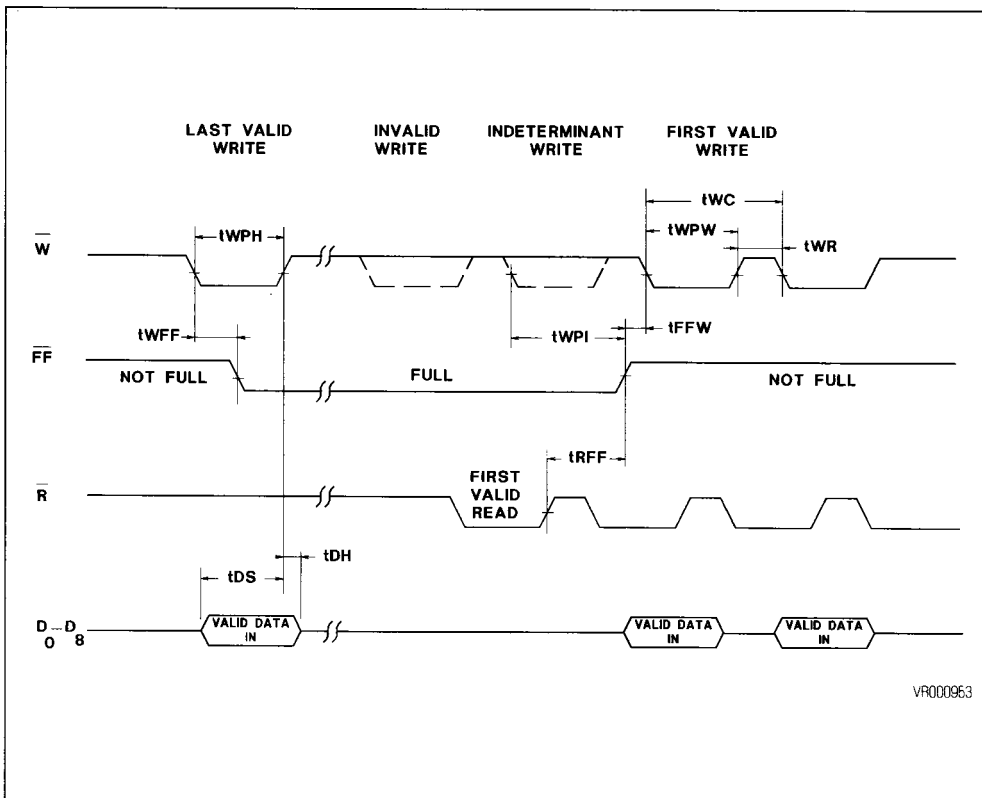 LAST VALID
WRITE
INVALID
WRITE
INDETERMINANT
WRITE
FIRST VALID
WRITE
tWC
tWPH
tWPW
tWR
W
tWFF
tWPI
tFFW
FF
NOT FULL
FULL
NOT FULL
tRFF
FIRST
VALID
READ
R
tDH
tDS
D0–D8
VALID DATA
IN
VALID DATA
IN
VALID DATA
IN
VR000963